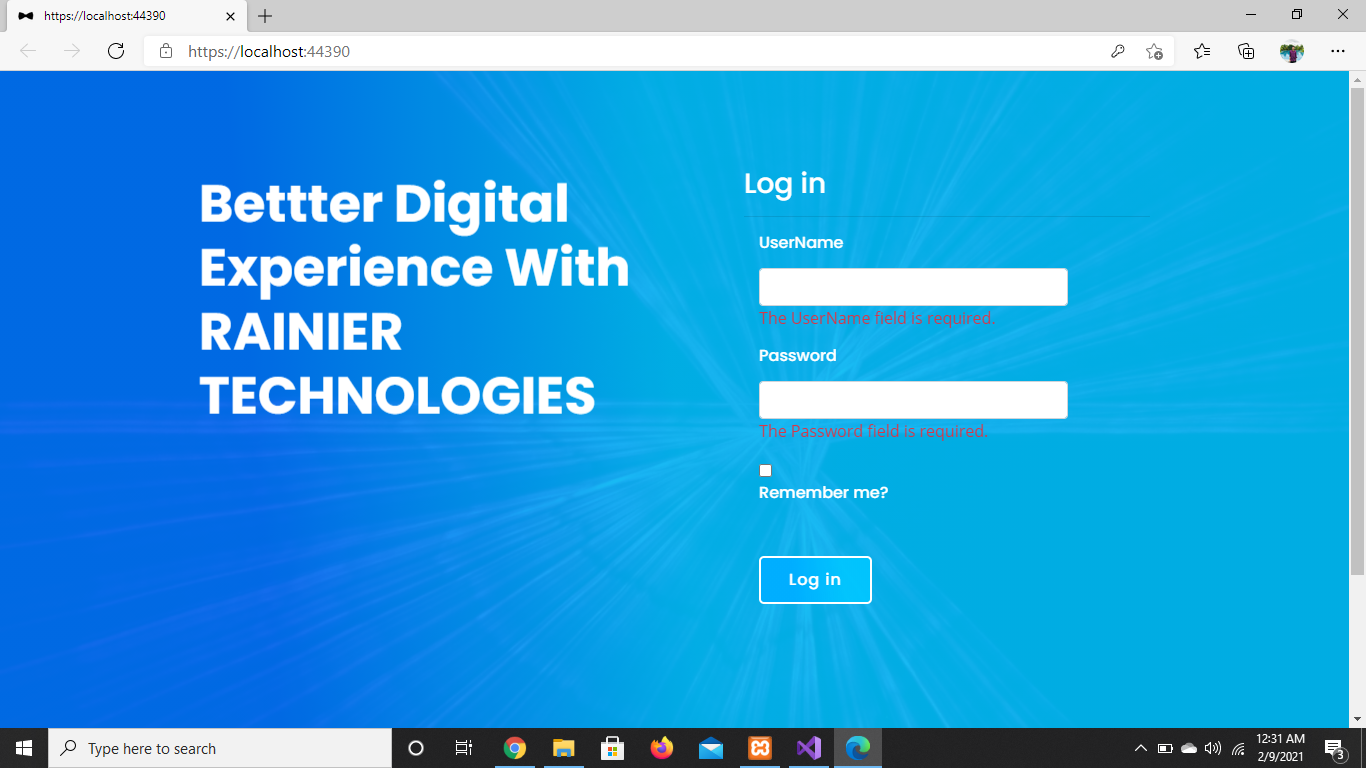 https://localhost:44390
https://localhost:44390
Bettter Digital
Experience With
RAINIER
TECHNOLOGIES
Log in
UserName
The UserName field is required.
Password
The Password field is required.
Remember me?
Log in
Type here to search
12:31 AM
2/9/2021
3